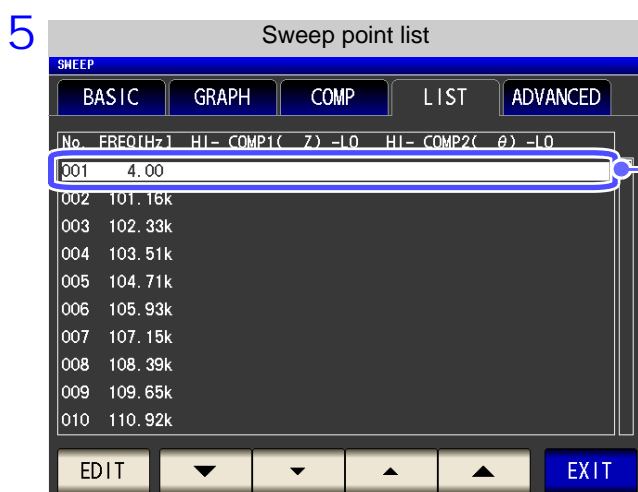 5
Sweep point list
SWEEP
BASIC GRAPH COMP LIST ADVANCED
No. FREQ[Hz] HI- COMP1( Z) -LO HI- COMP2( θ) -LO
001 4.00
002 101.16k
003 102.33k
004 103.51k
005 104.71k
006 105.93k
007 107.15k
008 108.39k
009 109.65k
010 110.92k
EDIT ▼ ▼ ▲ ▲ EXIT